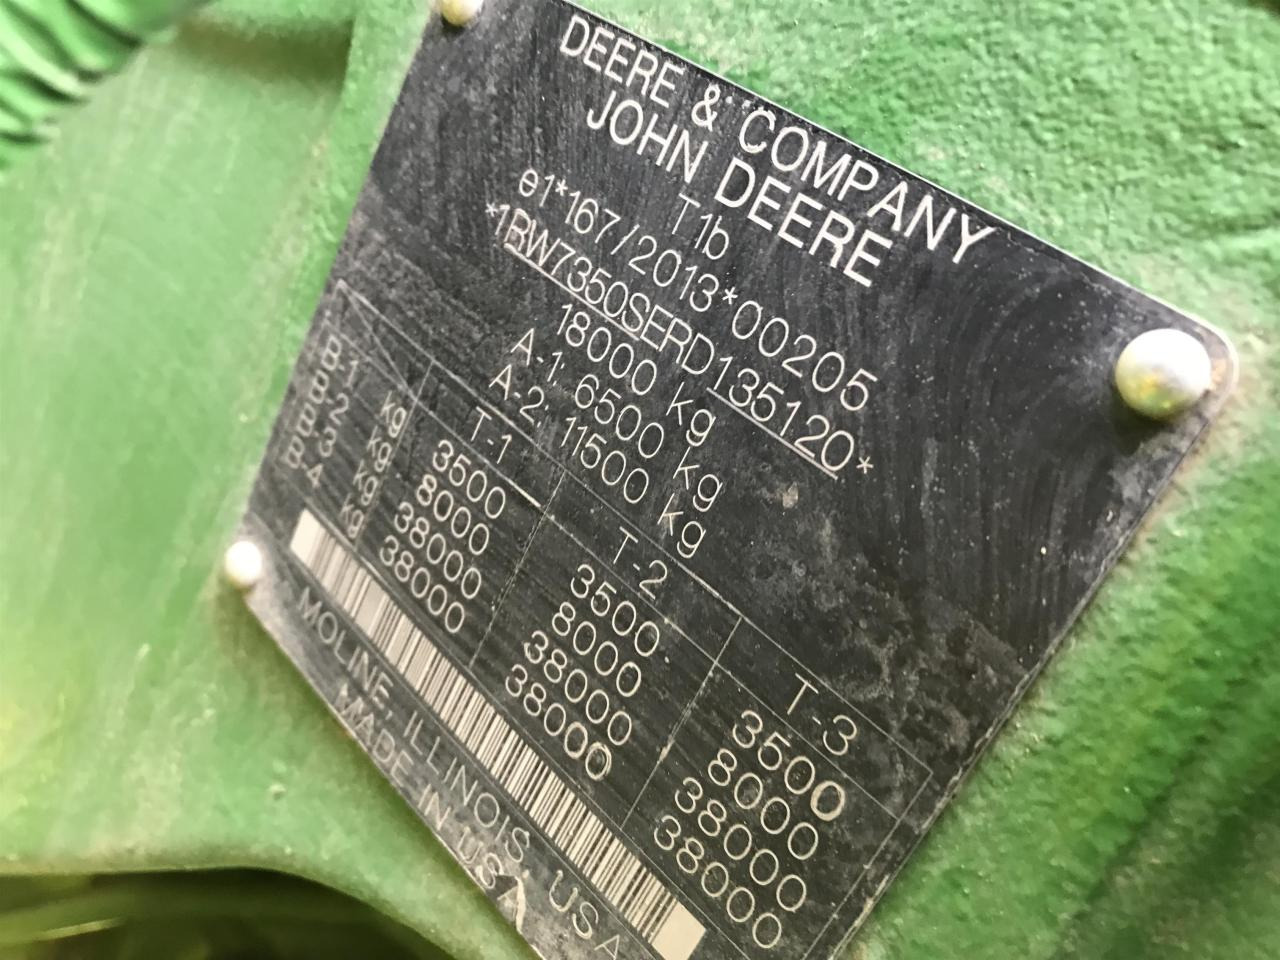 DEERE & COMPANY
JOHN DEERE
T1b
e1*167/2013*00205
*1RW7350SERD135120*
18000 kg
A-1: 6500 kg
A-2: 11500 kg
T-1 T-2 T-3
B-1 kg 3500 3500 3500
B-2 kg 8000 8000 8000
B-3 kg 38000 38000 38000
B-4 kg 38000 38000 38000
MOLINE, ILLINOIS, USA
MADE IN USA